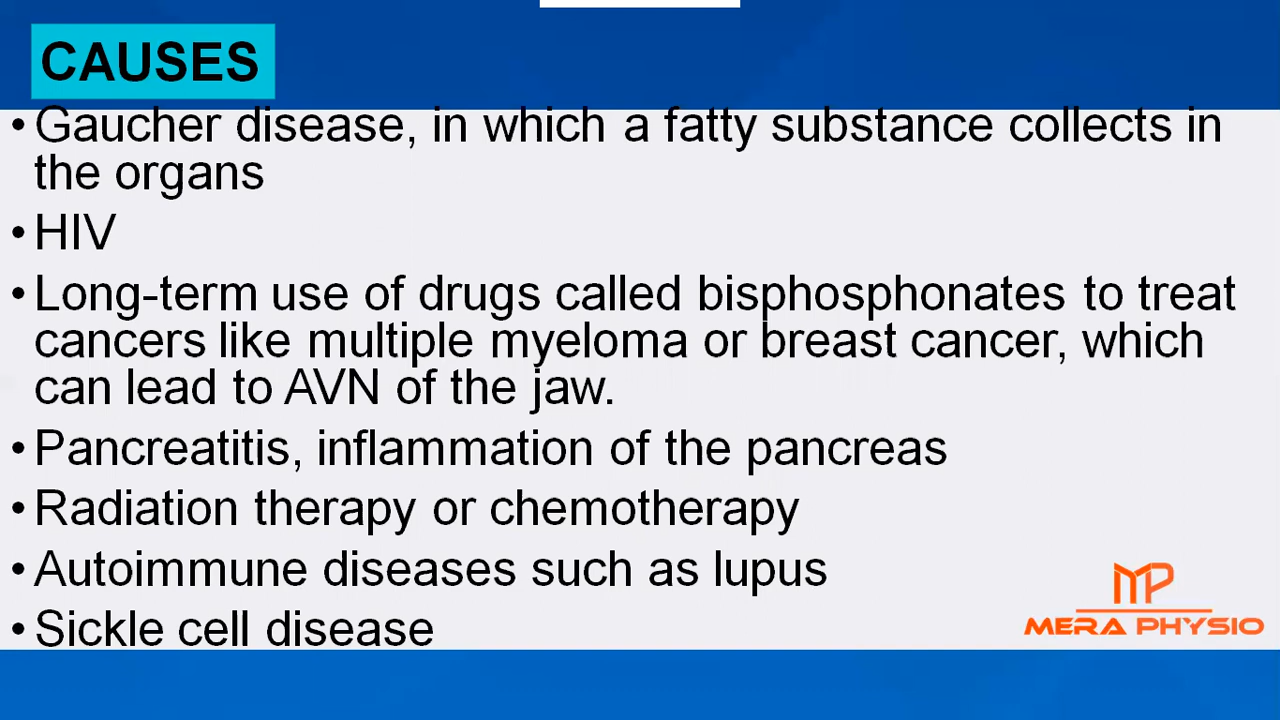 CAUSES
• Gaucher disease, in which a fatty substance collects in
the organs
• HIV
• Long-term use of drugs called bisphosphonates to treat
cancers like multiple myeloma or breast cancer, which
can lead to AVN of the jaw.
• Pancreatitis, inflammation of the pancreas
• Radiation therapy or chemotherapy
• Autoimmune diseases such as lupus
• Sickle cell disease
MP
MERA PHYSIO